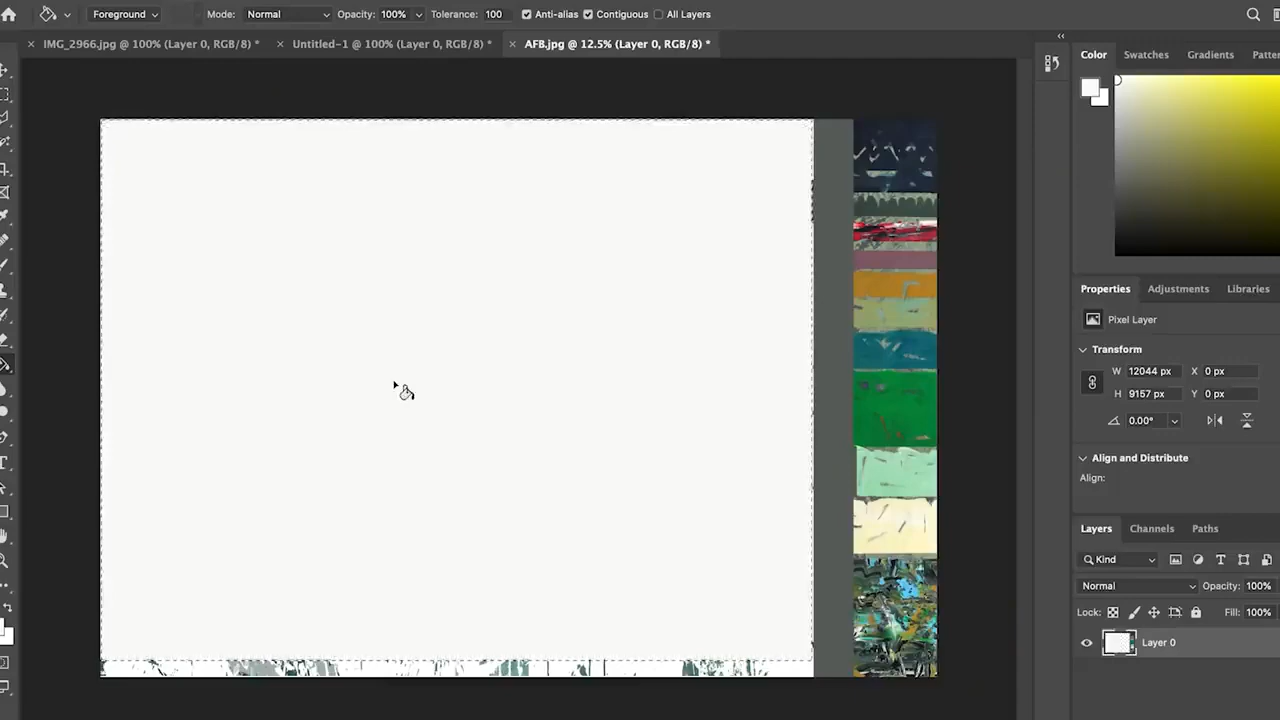 Foreground Mode: Normal Opacity: 100% Tolerance: 100 Anti-alias Contiguous All Layers
IMG_2966.jpg @ 100% (Layer 0, RGB/8) * Untitled-1 @ 100% (Layer 0, RGB/8) * AFB.jpg @ 12.5% (Layer 0, RGB/8) *
Color Swatches Gradients Patter
Properties Adjustments Libraries
Pixel Layer
Transform
W 12044 px X 0 px
H 9157 px Y 0 px
0.00°
Align and Distribute
Align:
Layers Channels Paths
Kind
Normal Opacity: 100%
Lock: Fill: 100%
Layer 0